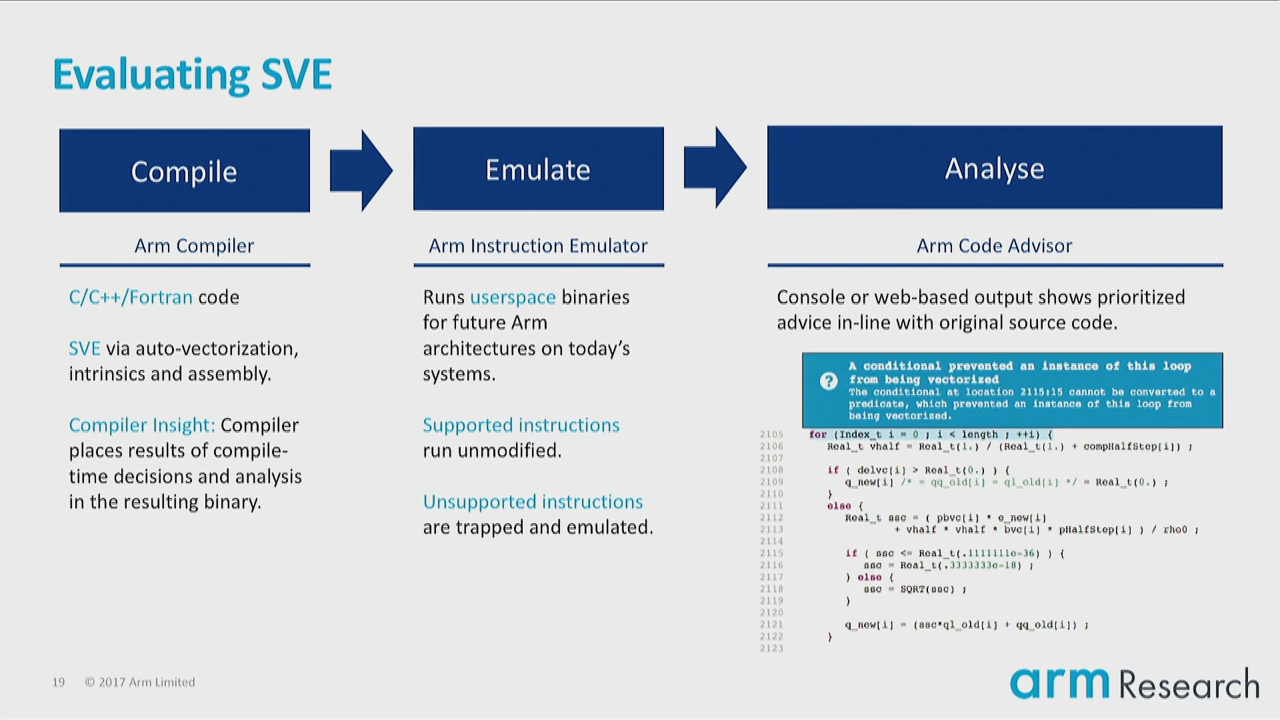 Evaluating SVE
Compile
Emulate
Analyse
Arm Compiler
C/C++/Fortran code
SVE via auto-vectorization,
intrinsics and assembly.
Compiler Insight: Compiler
places results of compile-
time decisions and analysis
in the resulting binary.
Arm Instruction Emulator
Runs userspace binaries
for future Arm
architectures on today's
systems.
Supported instructions
run unmodified.
Unsupported instructions
are trapped and emulated.
Arm Code Advisor
Console or web-based output shows prioritized
advice in-line with original source code.
? A conditional prevented an instance of this loop
from being vectorized
The conditional at location 2115:15 cannot be converted to a
predicate, which prevented an instance of this loop from
being vectorized.
2105 for (Index_t i = 0 ; i < length ; ++i) {
2106 Real_t vhalf = Real_t(1.) / (Real_t(1.) + compHalfStep[i]) ;
2107
2108 if ( delvc[i] > Real_t(0.) ) {
2109 q_new[i] /* = qq_old[i] = ql_old[i] */ = Real_t(0.) ;
2110 }
2111 else {
2112 Real_t ssc = ( pbvc[i] * e_new[i]
2113 + vhalf * vhalf * bvc[i] * pHalfStep[i] ) / rho0 ;
2114
2115 if ( ssc <= Real_t(.1111111e-36) ) {
2116 ssc = Real_t(.3333333e-18) ;
2117 } else {
2118 ssc = SQRT(ssc) ;
2119 }
2120
2121 q_new[i] = (ssc*ql_old[i] + qq_old[i]) ;
2122 }
2123
19 © 2017 Arm Limited
arm Research